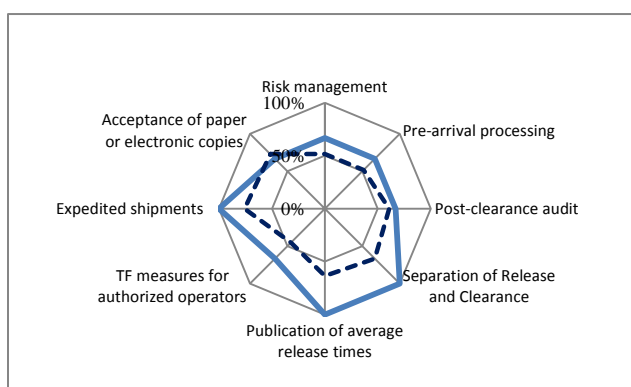 Risk management
100%
Acceptance of paper
or electronic copies
Pre-arrival processing
50%
Expedited shipments
0%
Post-clearance audit
TF measures for
authorized operators
Separation of Release
and Clearance
Publication of average
release times